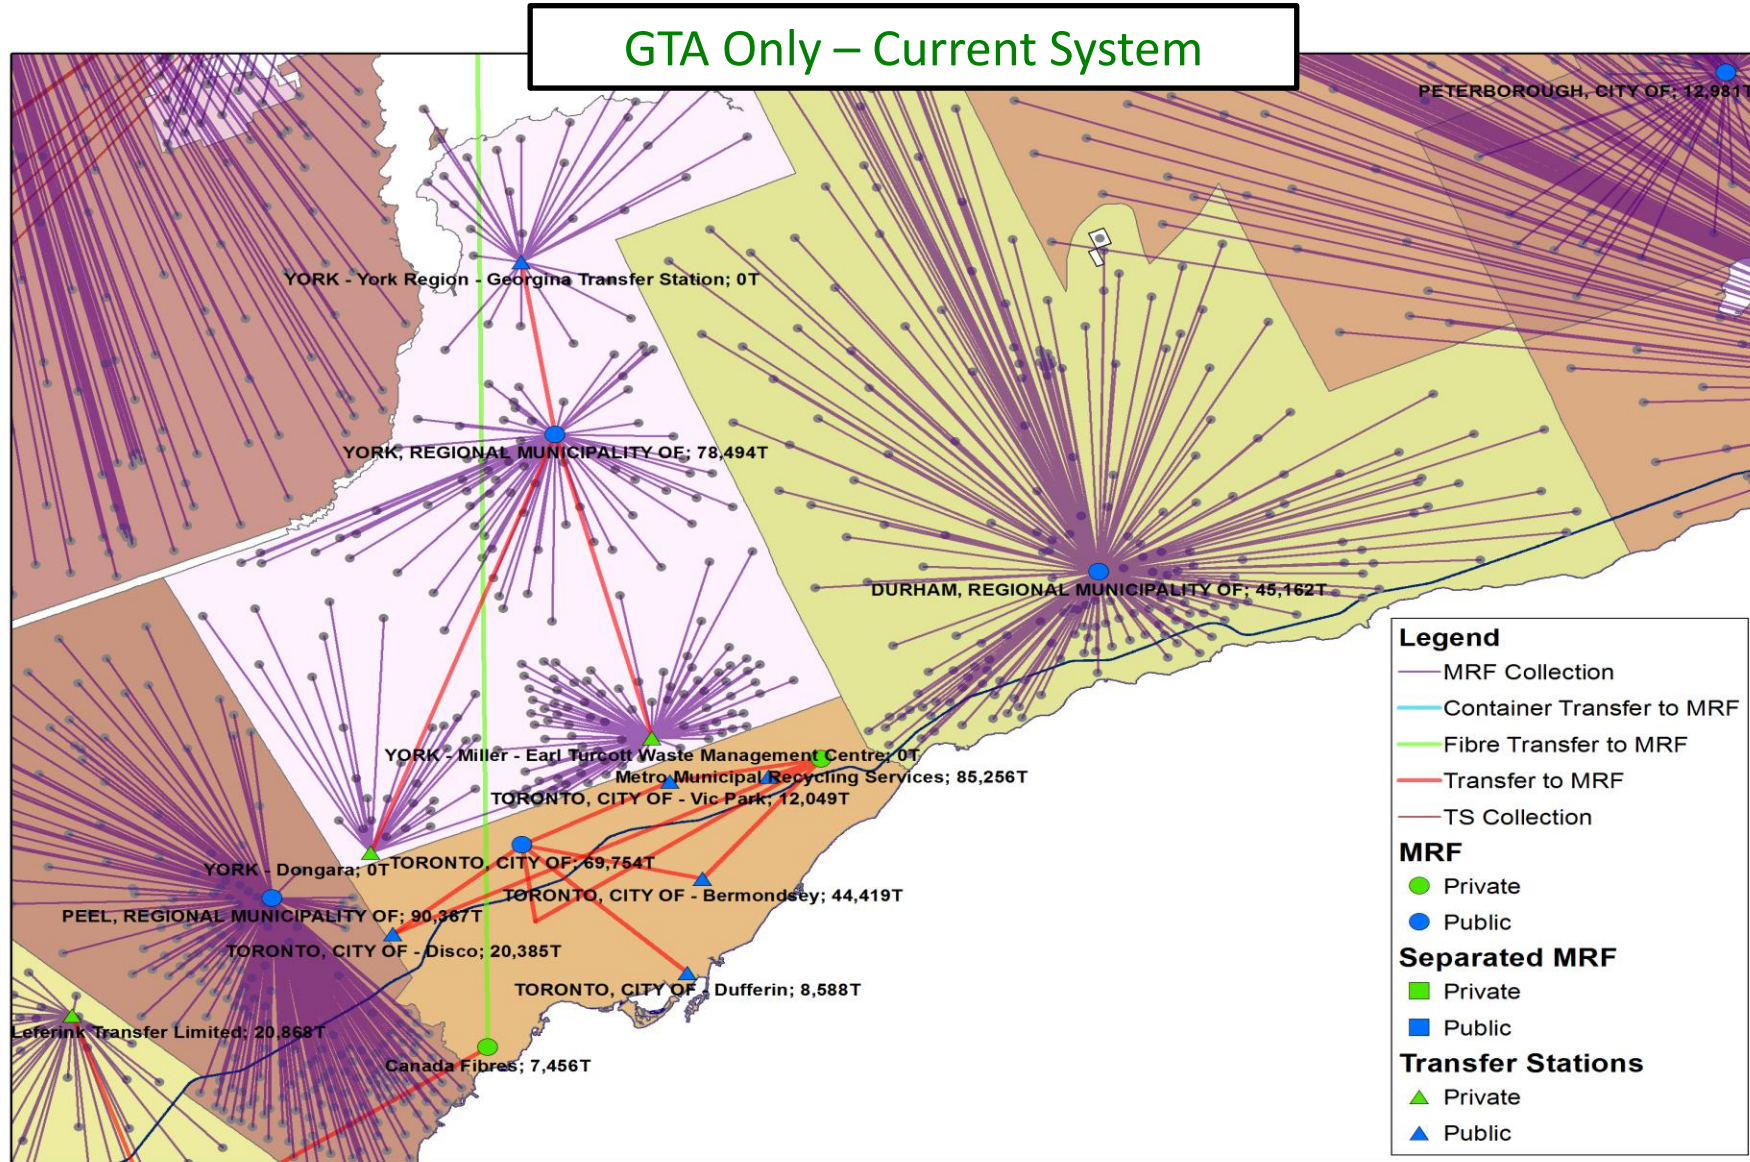 GTA Only – Current System
PETERBOROUGH, CITY OF; 12,981T
YORK - York Region - Georgina Transfer Station; 0T
YORK, REGIONAL MUNICIPALITY OF; 78,494T
DURHAM, REGIONAL MUNICIPALITY OF; 45,162T
YORK - Miller - Earl Turcott Waste Management Centre; 0T
Metro Municipal Recycling Services; 85,256T
TORONTO, CITY OF - Vic Park; 12,049T
YORK - Dongara; 0T
TORONTO, CITY OF; 69,754T
TORONTO, CITY OF - Bermondsey; 44,419T
PEEL, REGIONAL MUNICIPALITY OF; 90,387T
TORONTO, CITY OF - Disco; 20,385T
TORONTO, CITY OF - Dufferin; 8,588T
Leferink Transfer Limited; 20,868T
Canada Fibres; 7,456T
Legend
MRF Collection
Container Transfer to MRF
Fibre Transfer to MRF
Transfer to MRF
TS Collection
MRF
Private
Public
Separated MRF
Private
Public
Transfer Stations
Private
Public